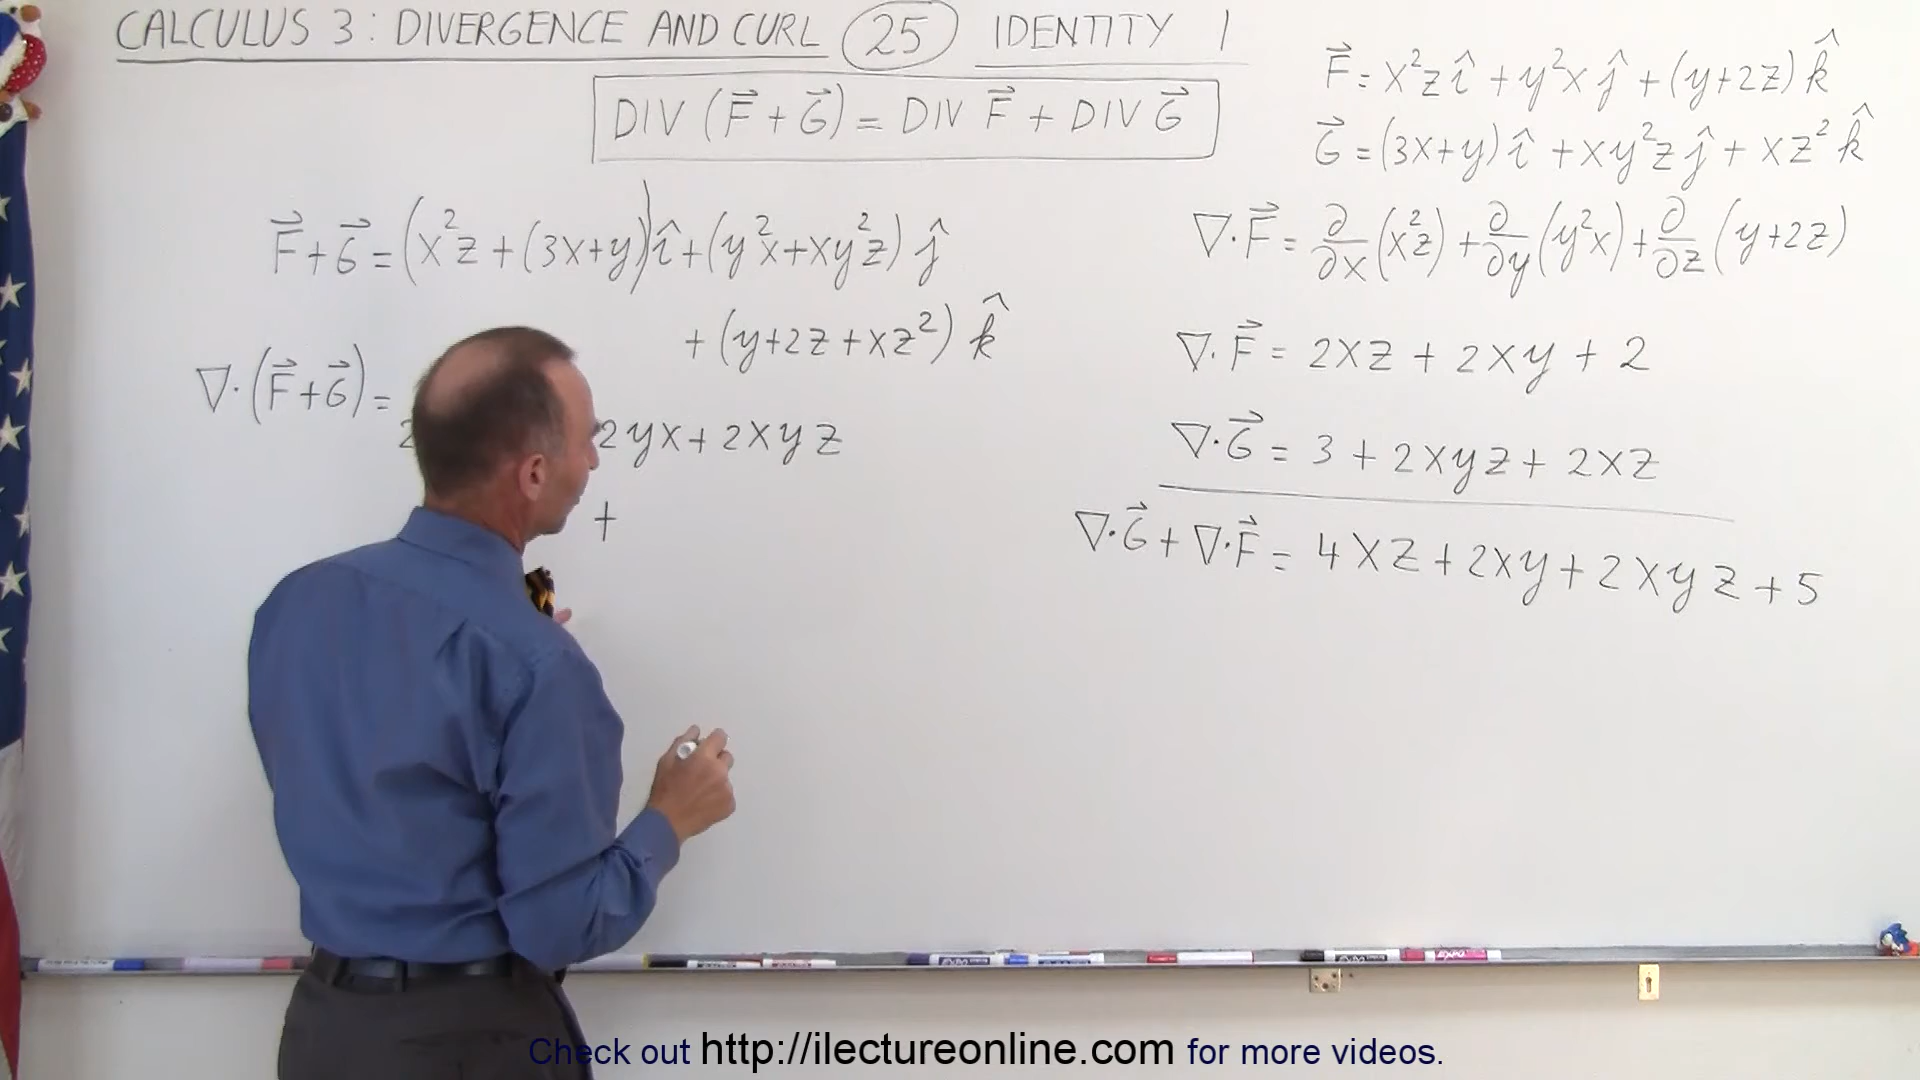 CALCULUS 3: DIVERGENCE AND CURL (25) IDENTITY 1
DIV (F⃗ + G⃗) = DIV F⃗ + DIV G⃗
F⃗ + G⃗ = (x²z + (3x+y)) î + (y²x + xy²z) ĵ
+ (y+2z + xz²) k̂
∇·(F⃗ + G⃗) =
2 2yx + 2xyz
+
F⃗ = x²z î + y²x ĵ + (y+2z) k̂
G⃗ = (3x+y) î + xy²z ĵ + xz² k̂
∇·F⃗ = ∂/∂x (x²z) + ∂/∂y (y²x) + ∂/∂z (y+2z)
∇·F⃗ = 2xz + 2xy + 2
∇·G⃗ = 3 + 2xyz + 2xz
∇·G⃗ + ∇·F⃗ = 4xz + 2xy + 2xyz + 5
Check out http://ilectureonline.com for more videos.